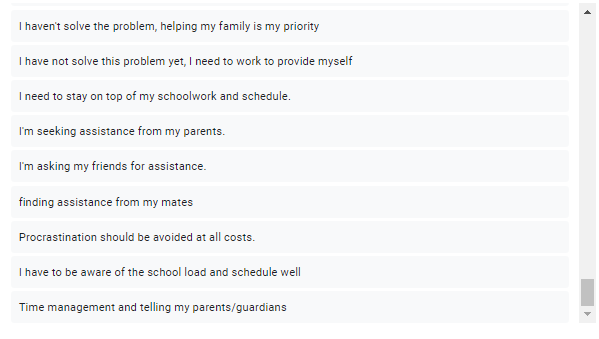 I haven't solve the problem, helping my family is my priority
I have not solve this problem yet, I need to work to provide myself
I need to stay on top of my schoolwork and schedule.
I'm seeking assistance from my parents.
I'm asking my friends for assistance.
finding assistance from my mates
Procrastination should be avoided at all costs.
I have to be aware of the school load and schedule well
Time management and telling my parents/guardians